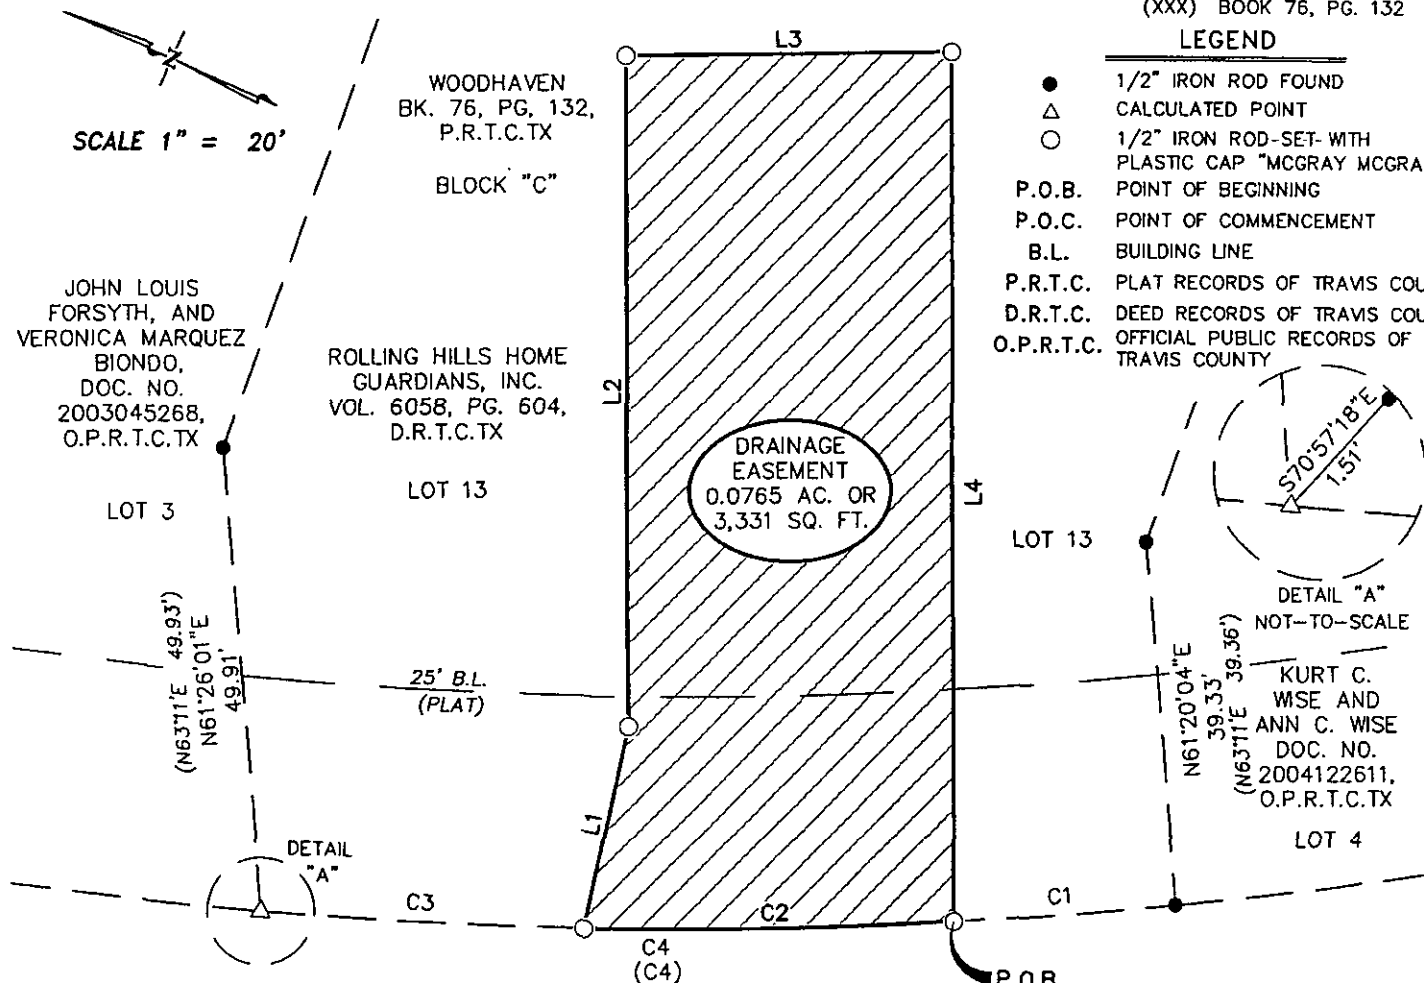 (XXX) BOOK 76, PG. 132
LEGEND
1/2" IRON ROD FOUND
CALCULATED POINT
1/2" IRON ROD-SET-WITH
PLASTIC CAP "MCGRAY MCGRA
P.O.B. POINT OF BEGINNING
P.O.C. POINT OF COMMENCEMENT
B.L. BUILDING LINE
P.R.T.C. PLAT RECORDS OF TRAVIS COU
D.R.T.C. DEED RECORDS OF TRAVIS COU
O.P.R.T.C. OFFICIAL PUBLIC RECORDS OF
TRAVIS COUNTY
N
SCALE 1" = 20'
WOODHAVEN
BK. 76, PG, 132,
P.R.T.C.TX
BLOCK "C"
L3
JOHN LOUIS
FORSYTH, AND
VERONICA MARQUEZ
BIONDO,
DOC. NO.
2003045268,
O.P.R.T.C.TX
LOT 3
ROLLING HILLS HOME
GUARDIANS, INC.
VOL. 6058, PG. 604,
D.R.T.C.TX
LOT 13
L2
DRAINAGE
EASEMENT
0.0765 AC. OR
3,331 SQ. FT.
L4
LOT 13
S70°57'18"E
1.51'
DETAIL "A"
NOT-TO-SCALE
(N63°11'E 49.93')
N61°26'01"E
49.91'
25' B.L.
(PLAT)
N61°20'04"E
39.33'
(N63°11'E 39.36')
KURT C.
WISE AND
ANN C. WISE
DOC. NO.
2004122611,
O.P.R.T.C.TX
LOT 4
L1
DETAIL
"A"
C3
C2
C1
C4
(C4)
P.O.B.